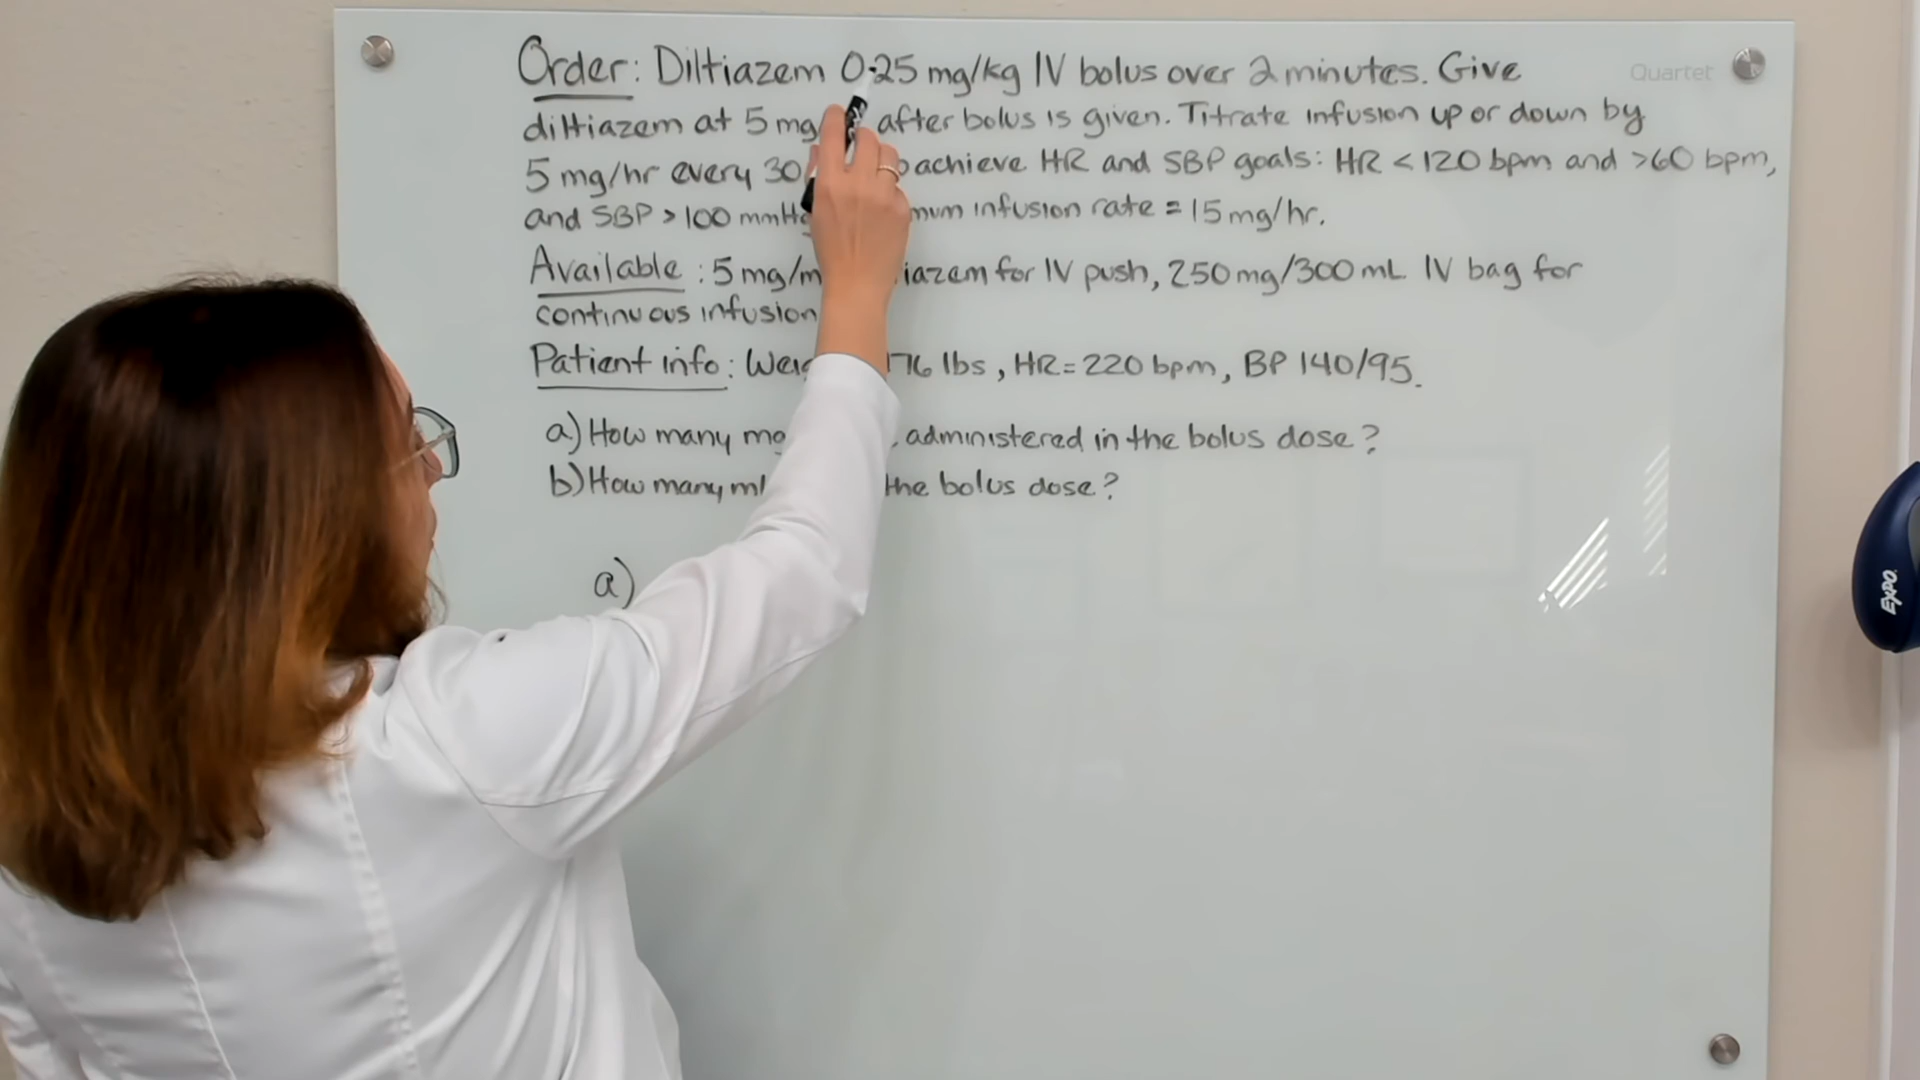 Order: Diltiazem 0.25 mg/kg IV bolus over 2 minutes. Give
Quartet
diltiazem at 5 mg/ after bolus is given. Titrate infusion up or down by
5 mg/hr every 30 achieve HR and SBP goals: HR < 120 bpm and >60 bpm,
and SBP > 100 mmHg infusion rate = 15 mg/hr.
Available: 5 mg/m for IV push, 250 mg/300 mL IV bag for
continuous infusion
Patient info: 76 lbs, HR = 220 bpm, BP 140/95.
a) How many mg administered in the bolus dose?
b) How many ml the bolus dose?
a)
EXPO